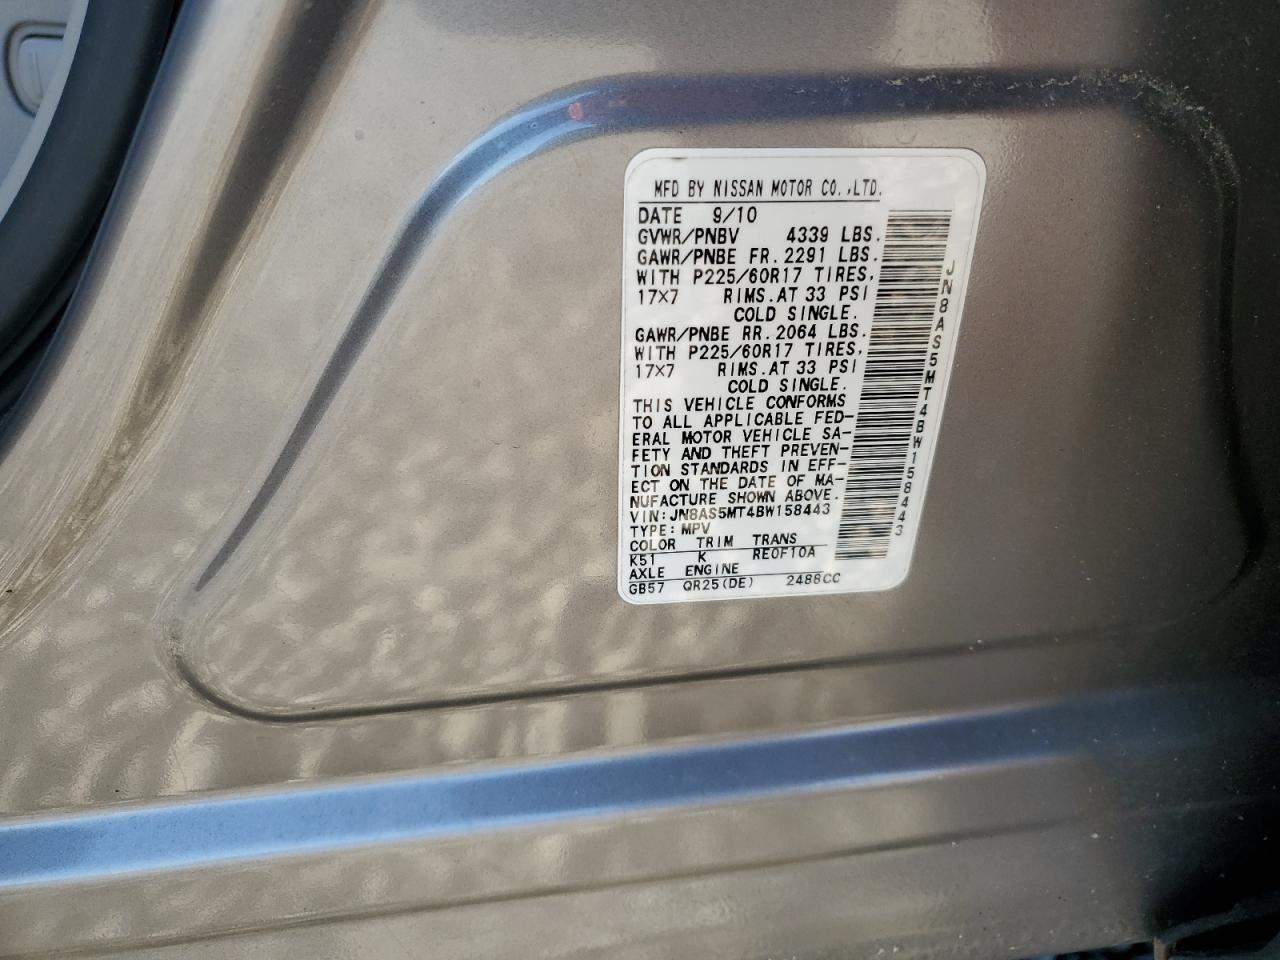 MFD BY NISSAN MOTOR CO.,LTD.
DATE 9/10
GVWR/PNBV 4339 LBS.
GAWR/PNBE FR. 2291 LBS.
WITH P225/60R17 TIRES,
17×7 RIMS.AT 33 PSI
COLD SINGLE.
GAWR/PNBE RR. 2064 LBS.
WITH P225/60R17 TIRES,
17×7 RIMS.AT 33 PSI
COLD SINGLE.
THIS VEHICLE CONFORMS
TO ALL APPLICABLE FED-
ERAL MOTOR VEHICLE SA-
FETY AND THEFT PREVEN-
TION STANDARDS IN EFF-
ECT ON THE DATE OF MA-
NUFACTURE SHOWN ABOVE.
VIN: JN8AS5MT4BW158443
TYPE: MPV
COLOR TRIM TRANS
K51 K RE0F10A
AXLE ENGINE
GB57 QR25(DE) 2488CC
JN8AS5MT4BW158443